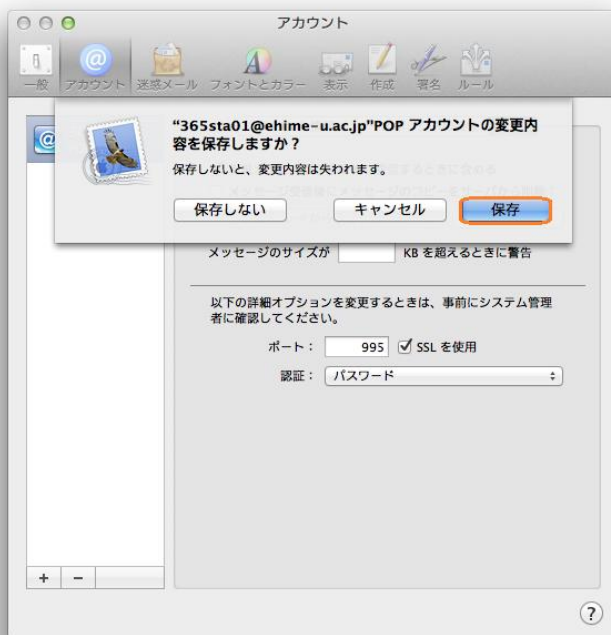 アカウント
一般 アカウント 迷惑メール フォントとカラー 表示 作成 署名 ルール
“365sta01@ehime-u.ac.jp”POP アカウントの変更内
容を保存しますか？
保存しないと、変更内容は失われます。
保存しない キャンセル 保存
メッセージのサイズが KB を超えるときに警告
以下の詳細オプションを変更するときは、事前にシステム管理
者に確認してください。
ポート： 995 SSL を使用
認証： パスワード
+ −
?